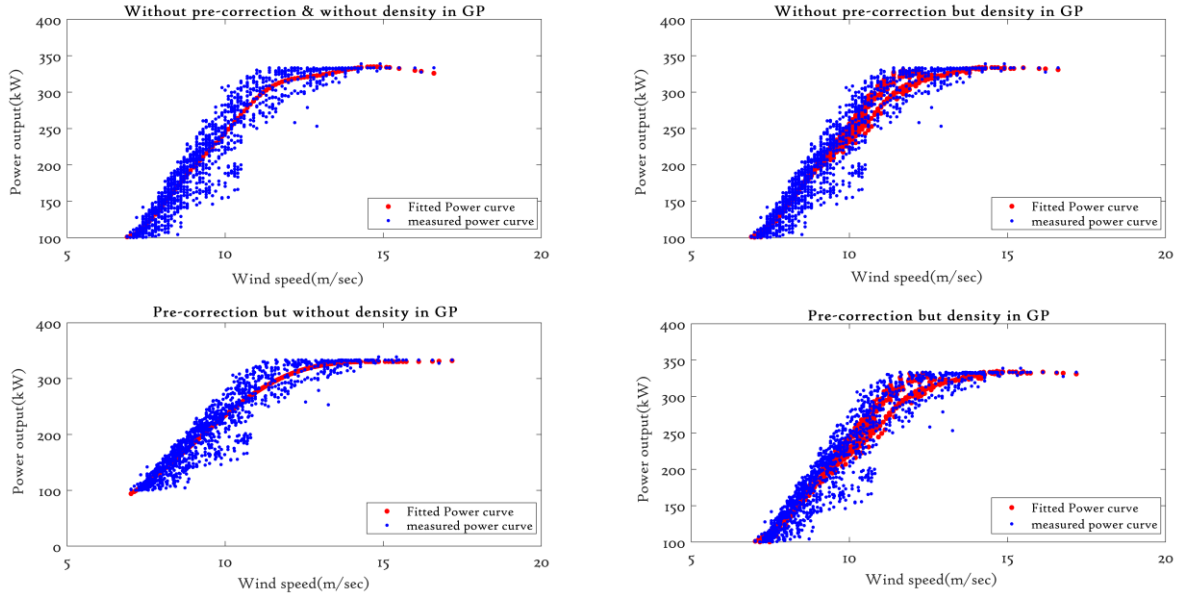 Without pre-correction & without density in GP
400
350
300
250
200
150
100
Power output(kW)
Fitted Power curve
measured power curve
5
10
15
20
Wind speed(m/sec)
Without pre-correction but density in GP
400
350
300
250
200
150
100
Power output(kW)
Fitted Power curve
measured power curve
5
10
15
20
Wind speed(m/sec)
Pre-correction but without density in GP
400
300
200
100
0
Power output(kW)
Fitted Power curve
measured power curve
5
10
15
20
Wind speed(m/sec)
Pre-correction but density in GP
400
350
300
250
200
150
100
Power output(kW)
Fitted Power curve
measured power curve
5
10
15
20
Wind speed(m/sec)